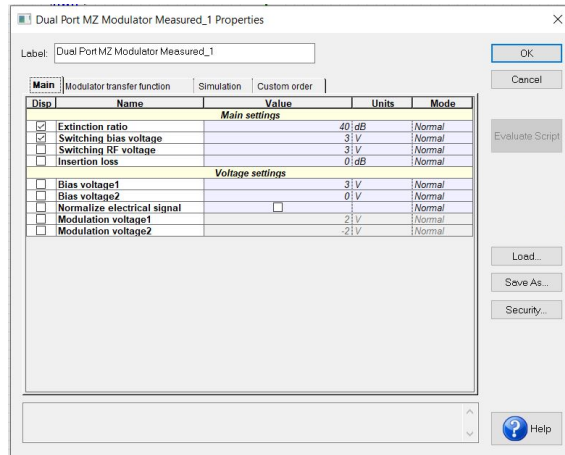 Dual Port MZ Modulator Measured_1 Properties
Label: Dual Port MZ Modulator Measured_1
OK
Cancel
Evaluate Script
Load...
Save As...
Security...
Help
Main Modulator transfer function Simulation Custom order
Disp Name Value Units Mode
Main settings
Extinction ratio 40 dB Normal
Switching bias voltage 3 V Normal
Switching RF voltage 3 V Normal
Insertion loss 0 dB Normal
Voltage settings
Bias voltage1 3 V Normal
Bias voltage2 0 V Normal
Normalize electrical signal Normal
Modulation voltage1 2 V Normal
Modulation voltage2 -2 V Normal